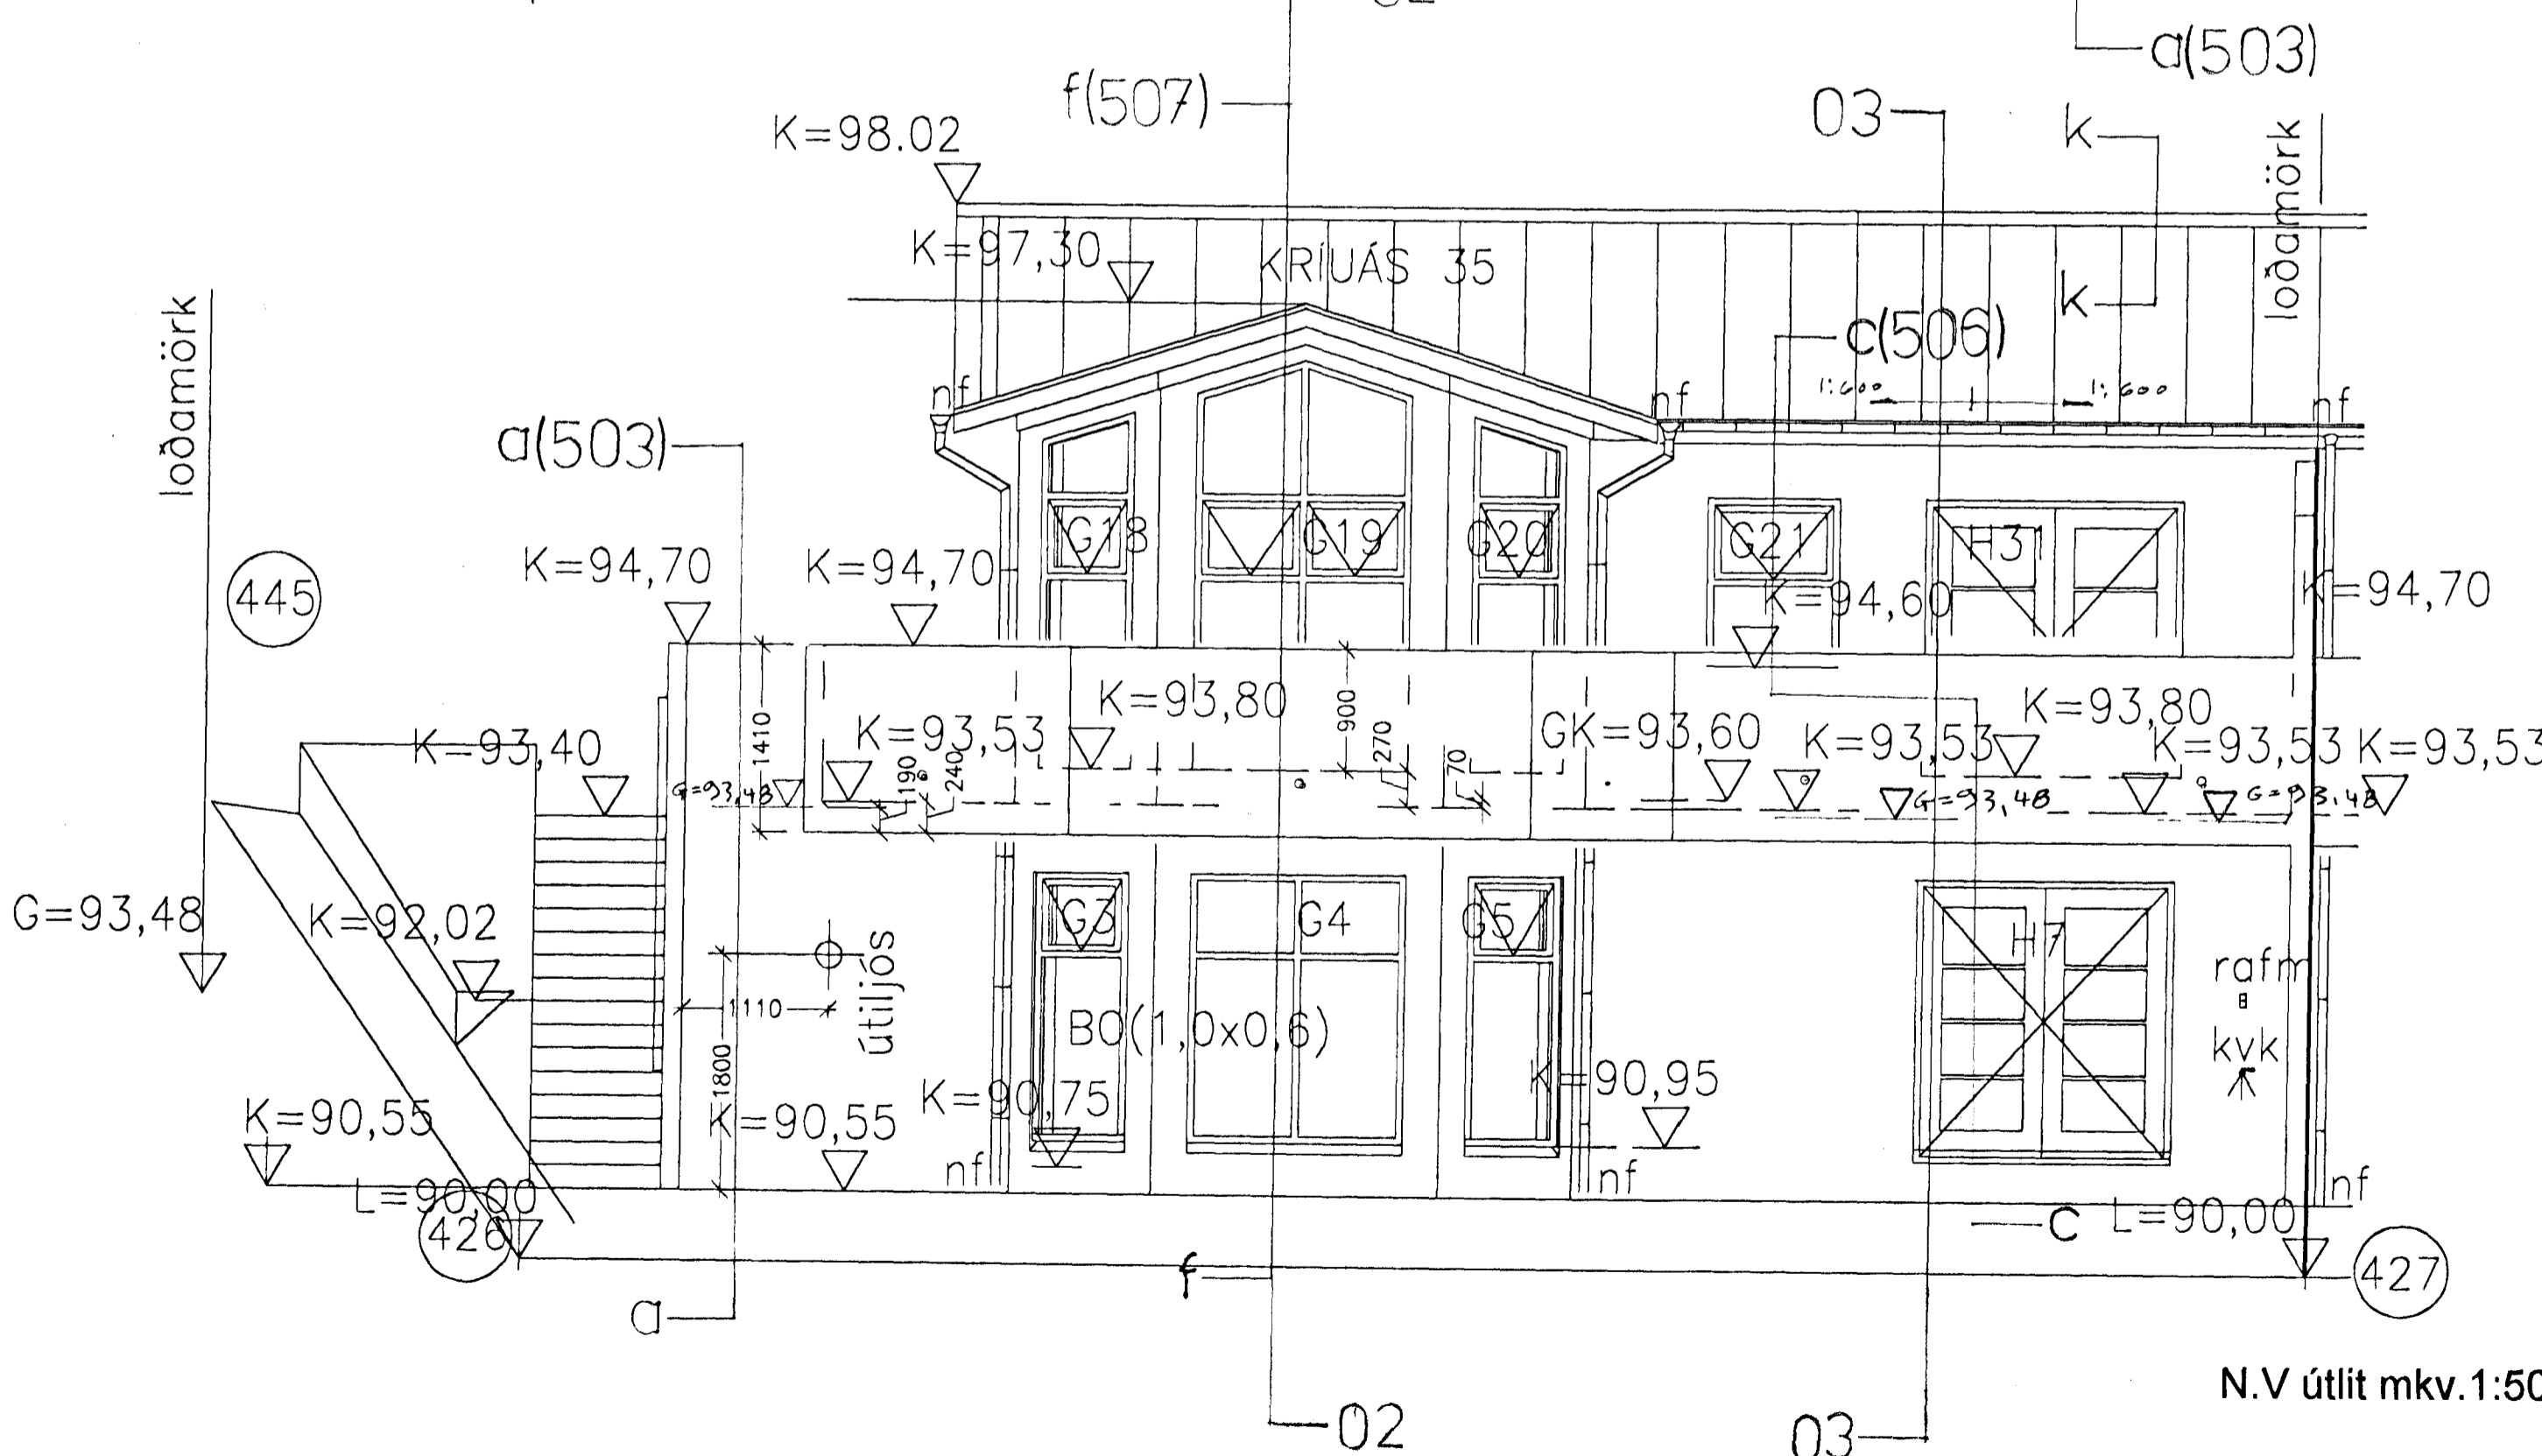 a(503)
f(507)
03
k
K=98.02
loðamörk
K=97,30
KRÍUÁS 35
k
loðamörk
c(506)
1:600
1:600
nf
nf
nf
a(503)
G18
G19
G20
G21
H31
K=94,70
K=94,70
445
K=94,60
K=94,70
K=93,80
900
K=93,80
1410
K=93,53
GK=93,60
K=93,53
K=93,53
K=93,53
K=93,40
190
240
270
70
G=93,48
G=93,48
G=93,48
G=93,48
K=92,02
G3
G4
G5
H7
rafm
útiljós
1110
BO(1,0x0,6)
kvk
1800
K=90,95
K=90,75
K=90,55
K=90,55
nf
nf
nf
L=90,00
426
C
L=90,00
f
427
a
N.V útlit mkv.1:50
02
03